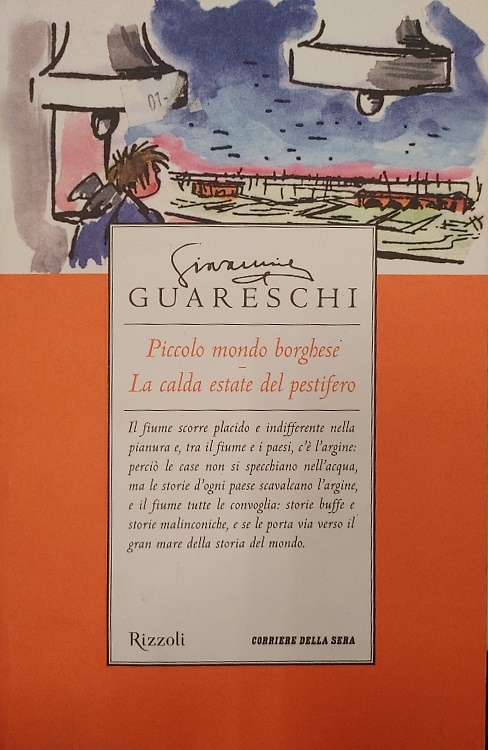 01-
Giovannino
GUARESCHI
Piccolo mondo borghese
–
La calda estate del pestifero
Il fiume scorre placido e indifferente nella
pianura e, tra il fiume e i paesi, c'è l'argine:
perciò le case non si specchiano nell'acqua,
ma le storie d'ogni paese scavalcano l'argine,
e il fiume tutte le convoglia: storie buffe e
storie malinconiche, e se le porta via verso il
gran mare della storia del mondo.
Rizzoli
CORRIERE DELLA SERA